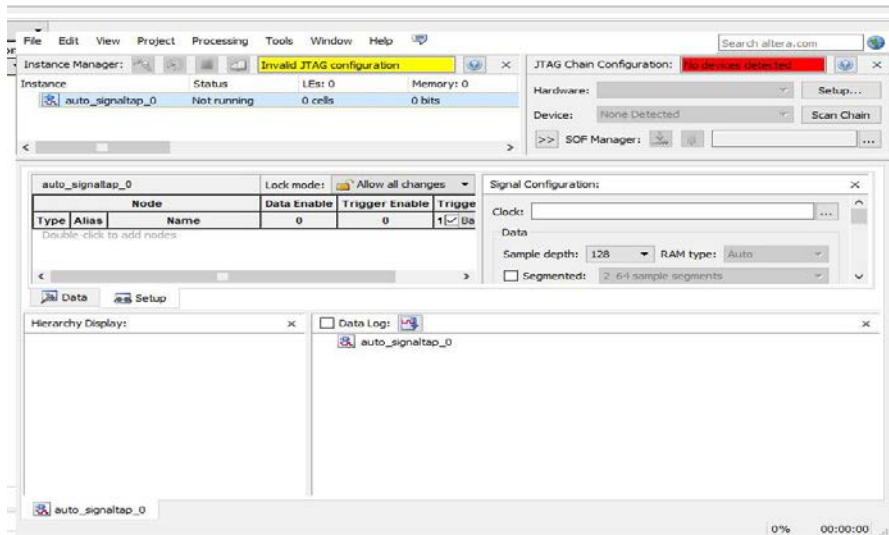 File Edit View Project Processing Tools Window Help
Search altera.com
Instance Manager: Invalid JTAG configuration
JTAG Chain Configuration: No devices detected
Instance Status LEs: 0 Memory: 0
auto_signaltap_0 Not running 0 cells 0 bits
Hardware: Setup...
Device: None Detected Scan Chain
>> SOF Manager: ...
auto_signaltap_0 Lock mode: Allow all changes
Node Data Enable Trigger Enable Trigge
Type Alias Name 0 0 1 Ba
Double-click to add nodes
Signal Configuration:
Clock: ...
Data
Sample depth: 128 RAM type: Auto
Segmented: 2 64 sample segments
Data Setup
Hierarchy Display:
Data Log:
auto_signaltap_0
auto_signaltap_0
0% 00:00:00